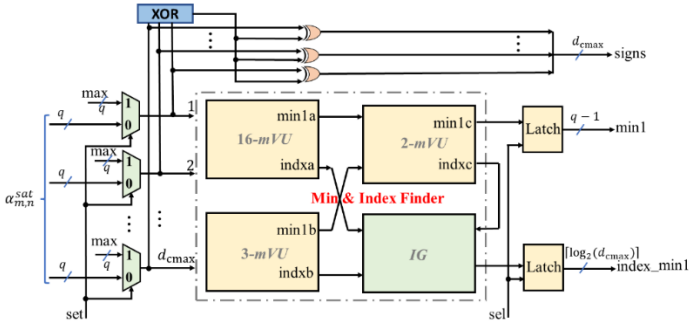 XOR
d_cmax
signs
max
q
1
q
0
1
16-mVU
min1a
indxa
min1c
2-mVU
indxc
Latch
q − 1
min1
max
q
1
q
0
2
α^{sat}_{m,n}
Min & Index Finder
max
q
1
q
0
d_cmax
3-mVU
min1b
indxb
IG
Latch
⌈log₂(d_cmax)⌉
index_min1
set
sel